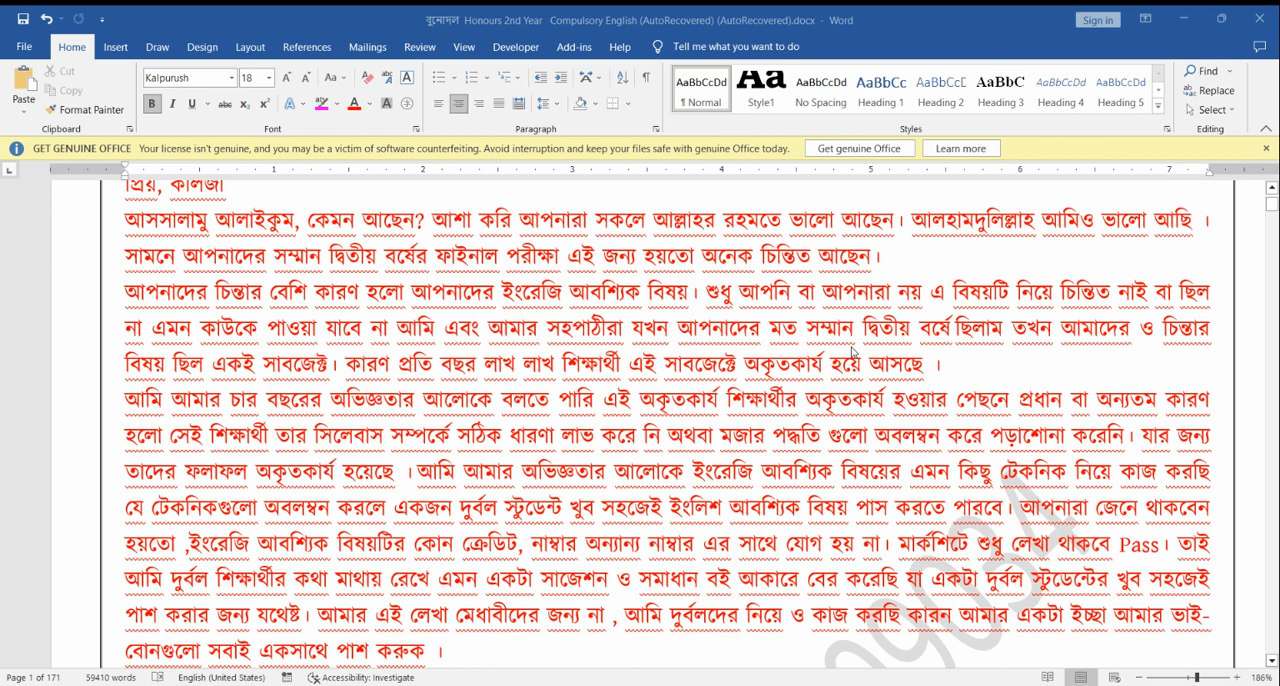 বুনোদল Honours 2nd Year Compulsory English (AutoRecovered) (AutoRecovered).docx - Word
Sign in
File Home Insert Draw Design Layout References Mailings Review View Developer Add-ins Help Tell me what you want to do
Paste
Cut
Copy
Format Painter
Kalpurush 18
AaBbCcDd AaBbCcDd AaBbCc AaBbCcC AaBbC AaBbCcDd AaBbCcDd
¶ Normal Style1 No Spacing Heading 1 Heading 2 Heading 3 Heading 4 Heading 5
Find
Replace
Select
Clipboard Font Paragraph Styles Editing
GET GENUINE OFFICE Your license isn't genuine, and you may be a victim of software counterfeiting. Avoid interruption and keep your files safe with genuine Office today. Get genuine Office Learn more
1 2 3 4 5 6 7
প্রিয়, কলিজা
আসসালামু আলাইকুম, কেমন আছেন? আশা করি আপনারা সকলে আল্লাহর রহমতে ভালো আছেন। আলহামদুলিল্লাহ আমিও ভালো আছি ।
সামনে আপনাদের সম্মান দ্বিতীয় বর্ষের ফাইনাল পরীক্ষা এই জন্য হয়তো অনেক চিন্তিত আছেন।
আপনাদের চিন্তার বেশি কারণ হলো আপনাদের ইংরেজি আবশ্যিক বিষয়। শুধু আপনি বা আপনারা নয় এ বিষয়টি নিয়ে চিন্তিত নাই বা ছিল
না এমন কাউকে পাওয়া যাবে না আমি এবং আমার সহপাঠীরা যখন আপনাদের মত সম্মান দ্বিতীয় বর্ষে ছিলাম তখন আমাদের ও চিন্তার
বিষয় ছিল একই সাবজেক্ট। কারণ প্রতি বছর লাখ লাখ শিক্ষার্থী এই সাবজেক্টে অকৃতকার্য হয়ে আসছে ।
আমি আমার চার বছরের অভিজ্ঞতার আলোকে বলতে পারি এই অকৃতকার্য শিক্ষার্থীর অকৃতকার্য হওয়ার পেছনে প্রধান বা অন্যতম কারণ
হলো সেই শিক্ষার্থী তার সিলেবাস সম্পর্কে সঠিক ধারণা লাভ করে নি অথবা মজার পদ্ধতি গুলো অবলম্বন করে পড়াশোনা করেনি। যার জন্য
তাদের ফলাফল অকৃতকার্য হয়েছে ।আমি আমার অভিজ্ঞতার আলোকে ইংরেজি আবশ্যিক বিষয়ের এমন কিছু টেকনিক নিয়ে কাজ করছি
যে টেকনিকগুলো অবলম্বন করলে একজন দুর্বল স্টুডেন্ট খুব সহজেই ইংলিশ আবশ্যিক বিষয় পাস করতে পারবে। আপনারা জেনে থাকবেন
হয়তো ,ইংরেজি আবশ্যিক বিষয়টির কোন ক্রেডিট, নাম্বার অন্যান্য নাম্বার এর সাথে যোগ হয় না। মার্কশিটে শুধু লেখা থাকবে Pass। তাই
আমি দুর্বল শিক্ষার্থীর কথা মাথায় রেখে এমন একটা সাজেশন ও সমাধান বই আকারে বের করেছি যা একটা দুর্বল স্টুডেন্টের খুব সহজেই
পাশ করার জন্য যথেষ্ট। আমার এই লেখা মেধাবীদের জন্য না , আমি দুর্বলদের নিয়ে ও কাজ করছি কারন আমার একটা ইচ্ছা আমার ভাই-
বোনগুলো সবাই একসাথে পাশ করুক ।
Page 1 of 171 59410 words English (United States) Accessibility: Investigate 186%